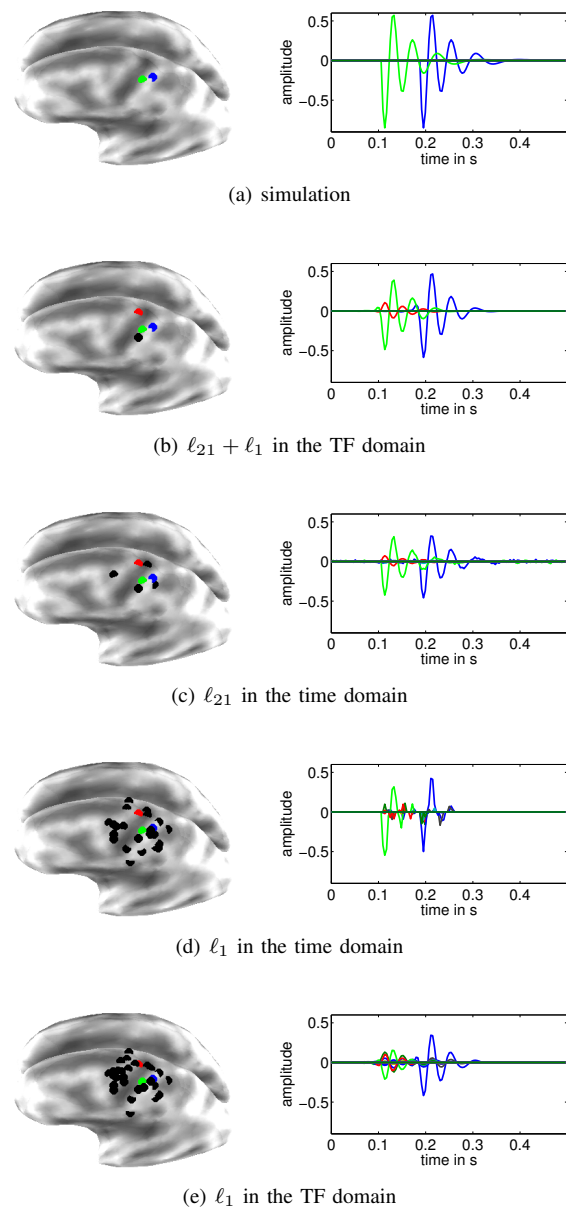 0.5
0
−0.5
amplitude
0 0.1 0.2 0.3 0.4
time in s
(a) simulation
0.5
0
−0.5
amplitude
0 0.1 0.2 0.3 0.4
time in s
(b) ℓ21 + ℓ1 in the TF domain
0.5
0
−0.5
amplitude
0 0.1 0.2 0.3 0.4
time in s
(c) ℓ21 in the time domain
0.5
0
−0.5
amplitude
0 0.1 0.2 0.3 0.4
time in s
(d) ℓ1 in the time domain
0.5
0
−0.5
amplitude
0 0.1 0.2 0.3 0.4
time in s
(e) ℓ1 in the TF domain